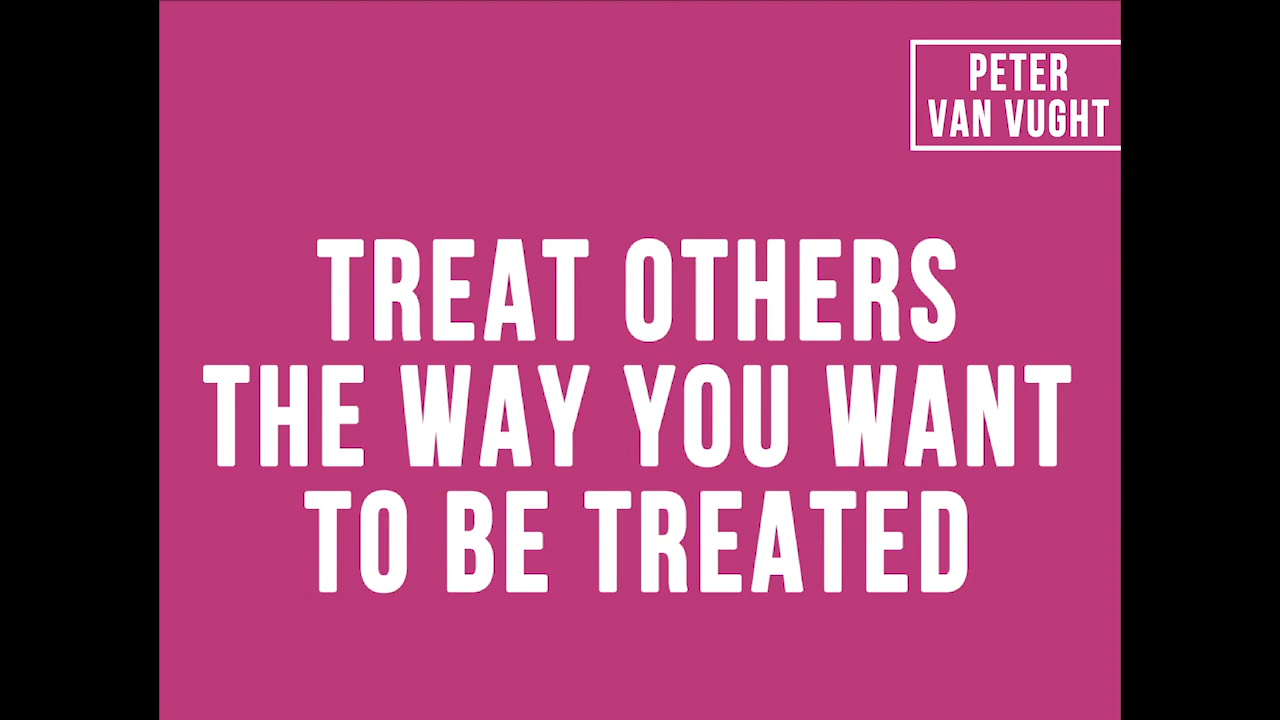 PETER
VAN VUGHT
TREAT OTHERS
THE WAY YOU WANT
TO BE TREATED